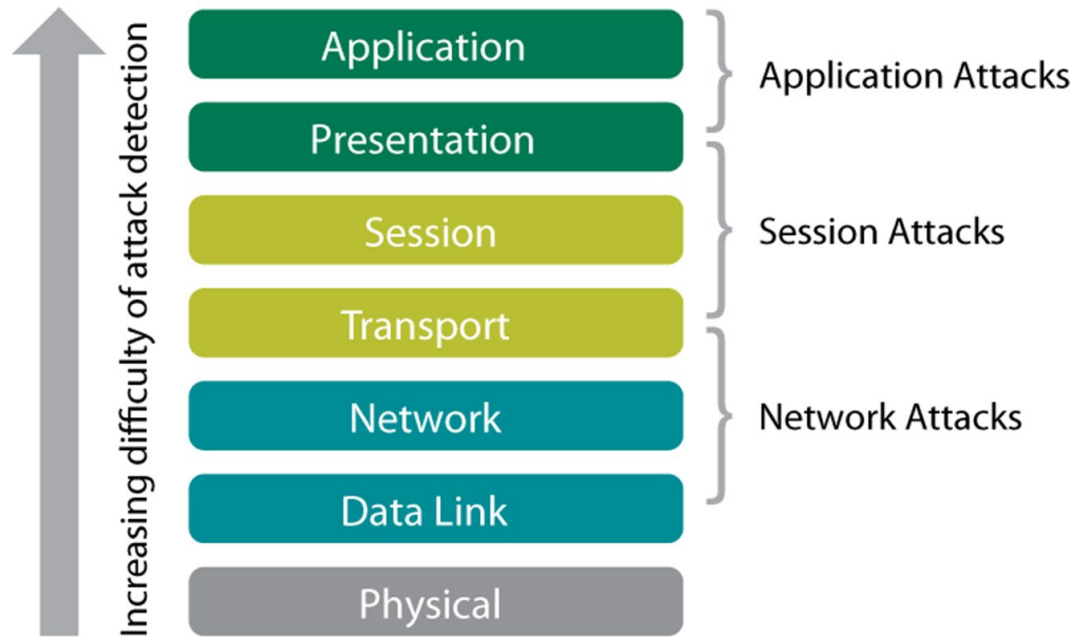 Increasing difficulty of attack detection
Application
Presentation
Session
Transport
Network
Data Link
Physical
Application Attacks
Session Attacks
Network Attacks